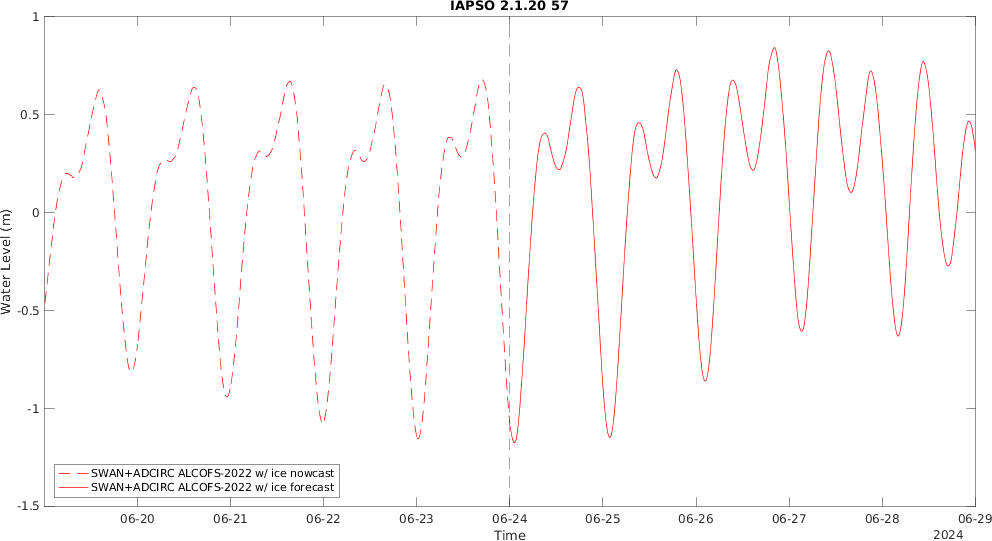 IAPSO 2.1.20 57
1
0.5
0
-0.5
-1
-1.5
Water Level (m)
SWAN+ADCIRC ALCOFS-2022 w/ ice nowcast
SWAN+ADCIRC ALCOFS-2022 w/ ice forecast
06-20 06-21 06-22 06-23 06-24 06-25 06-26 06-27 06-28 06-29
Time
2024